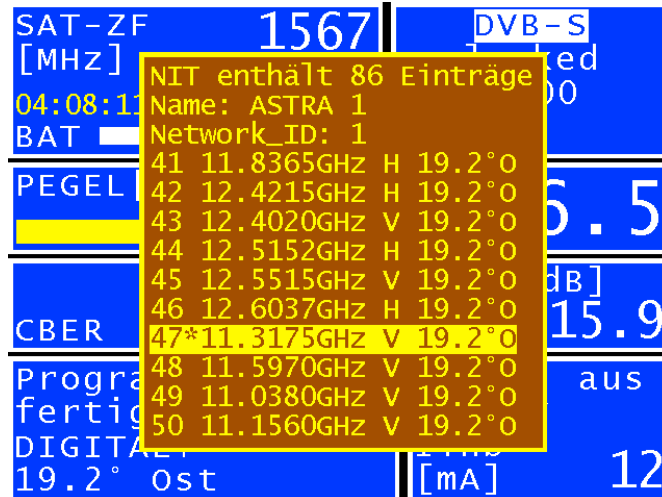 SAT-ZF 1567
[MHz]
04:08:11
BAT
DVB-S
NIT enthält 86 Einträge
Name: ASTRA 1
Network_ID: 1
41 11.8365GHz H 19.2°O
42 12.4215GHz H 19.2°O
43 12.4020GHz V 19.2°O
44 12.5152GHz H 19.2°O
45 12.5515GHz V 19.2°O
46 12.6037GHz H 19.2°O
47*11.3175GHz V 19.2°O
48 11.5970GHz V 19.2°O
49 11.0380GHz V 19.2°O
50 11.1560GHz V 19.2°O
PEGEL
6.5
dB]
CBER
15.9
aus
fertig
19.2° Ost
[mA] 12